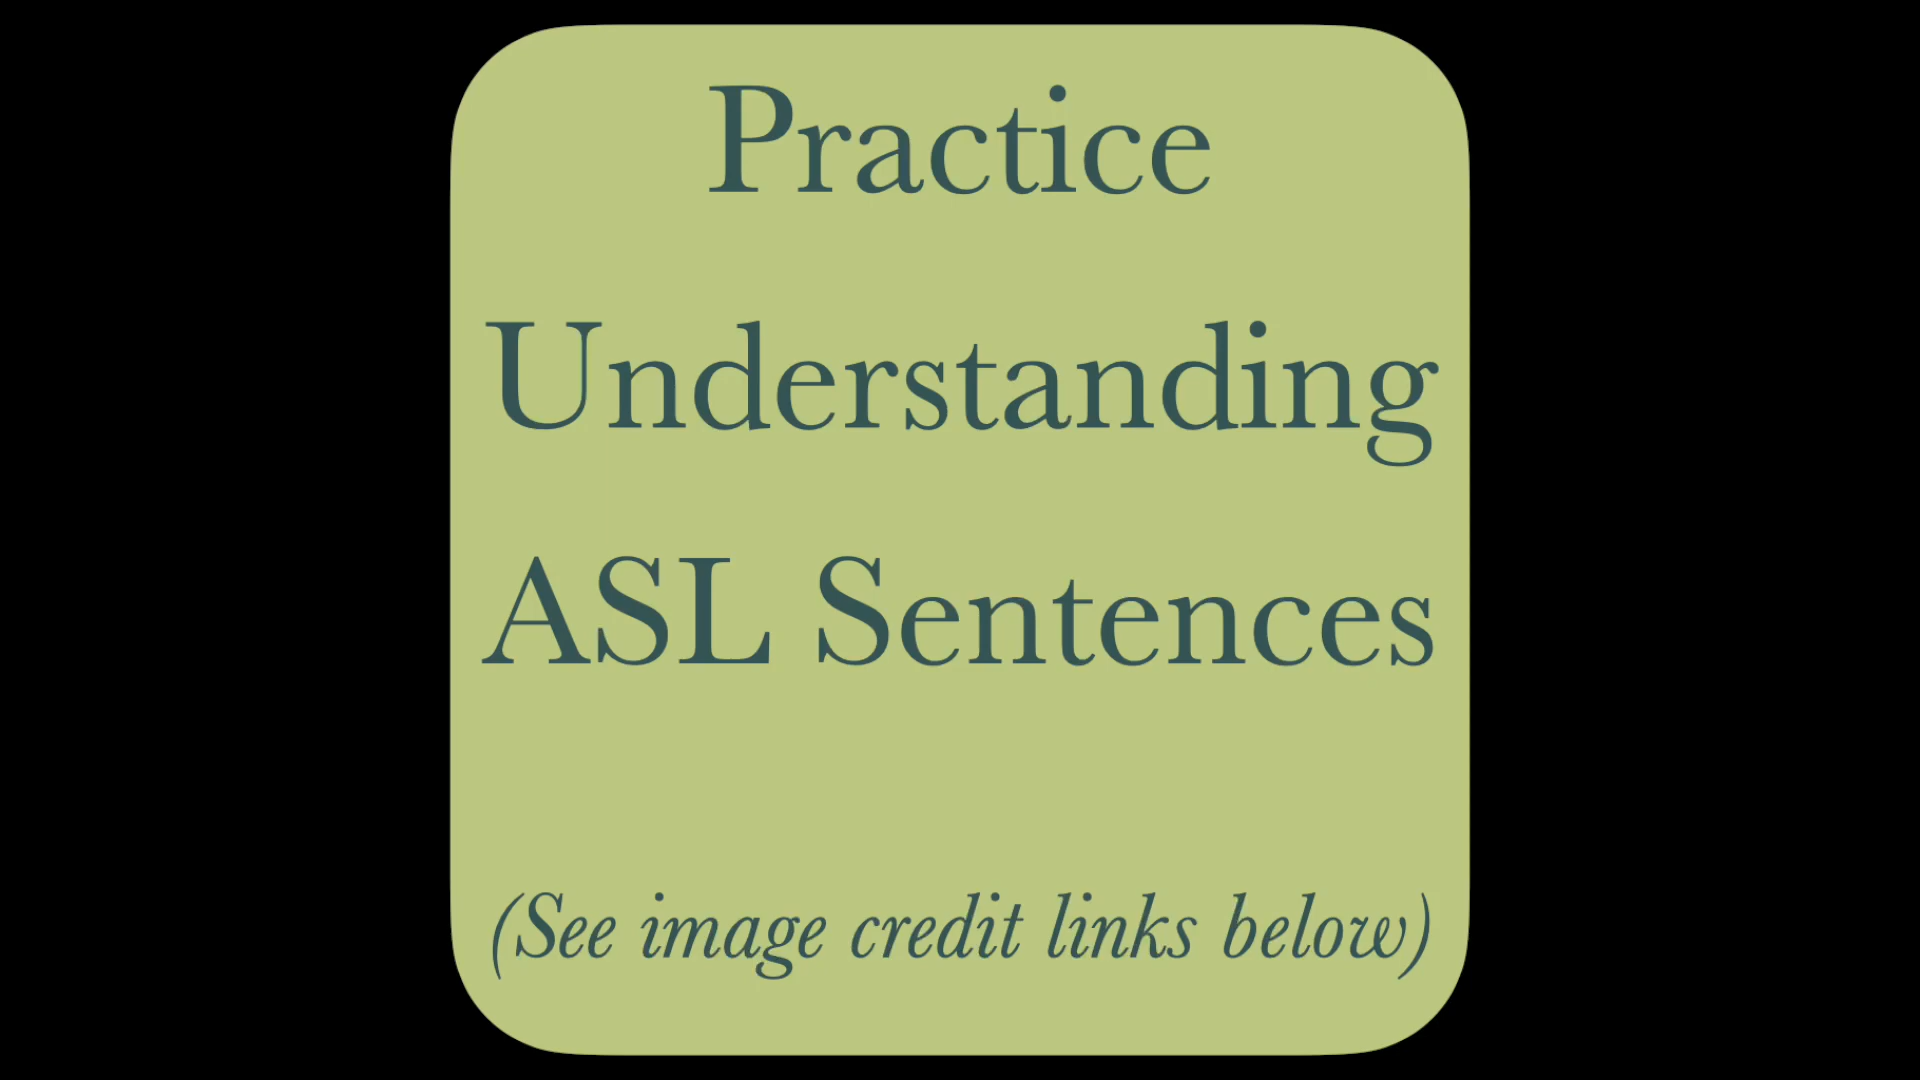 Practice
Understanding
ASL Sentences
(See image credit links below)